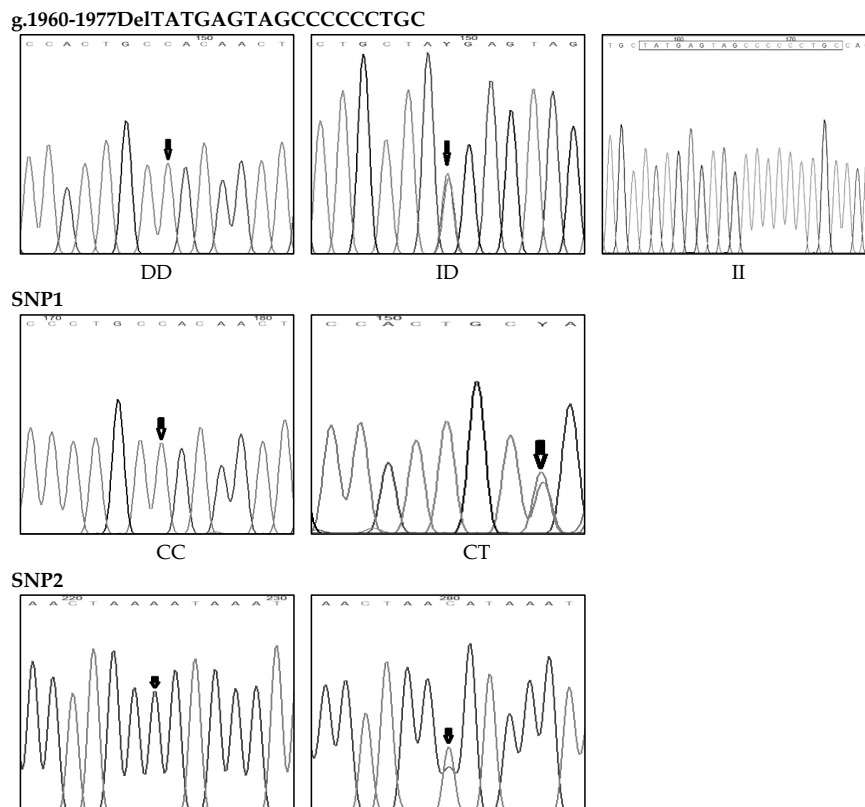 g.1960-1977DelTATGAGTAGCCCCCCTGC
150 150 160 170
C C A C T G C C A C A A C T C T G C T A Y G A G T A G T G C T A T G A G T A G C C C C C C T G C C A
DD ID II
SNP1
170 180 150
C C C T G C C A C A A C T C C A C T G C Y A
CC CT
SNP2
220 230 280
A A C T A A A A T A A A T A A C T A A C A T A A A T